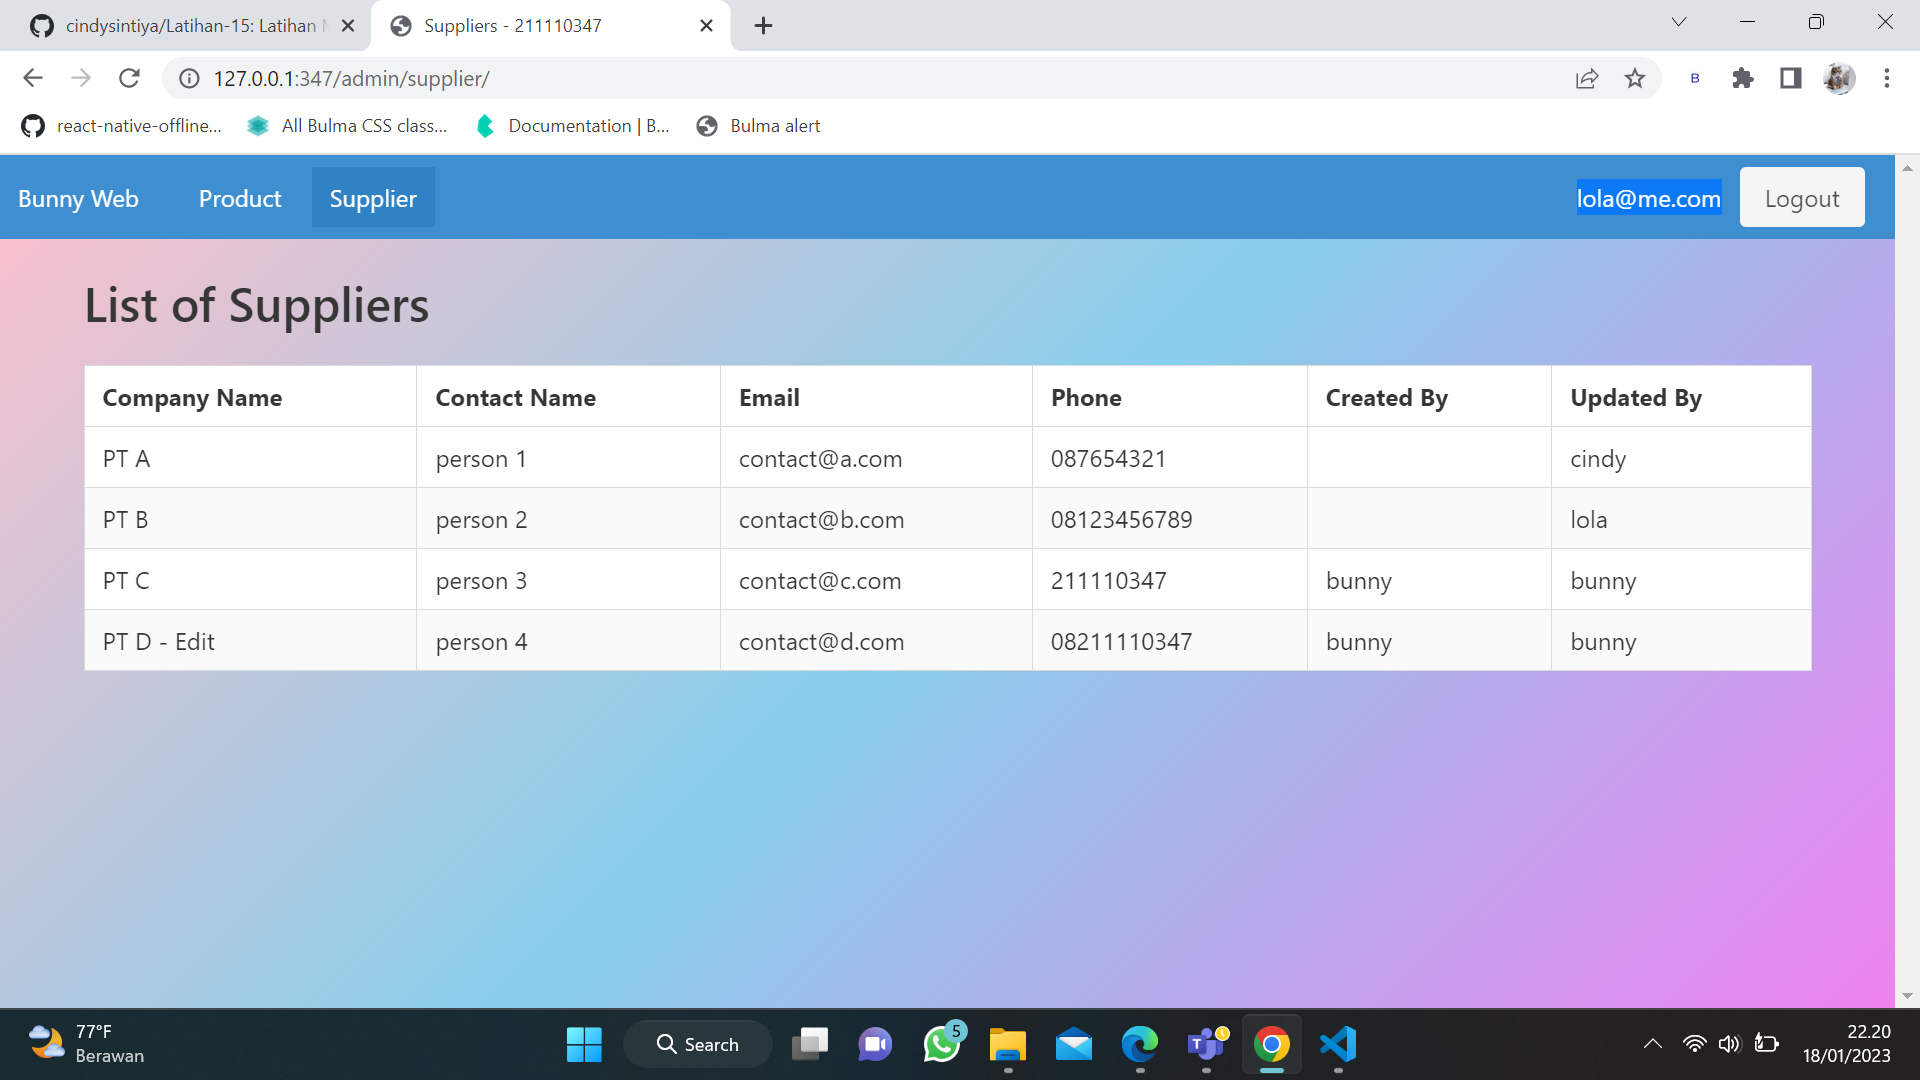 cindysintiya/Latihan-15: Latihan
Suppliers - 211110347
127.0.0.1:347/admin/supplier/
B
react-native-offline...
All Bulma CSS class...
Documentation | B...
Bulma alert
Bunny Web
Product
Supplier
lola@me.com
Logout
List of Suppliers
Company Name Contact Name Email Phone Created By Updated By
PT A person 1 contact@a.com 087654321 cindy
PT B person 2 contact@b.com 08123456789 lola
PT C person 3 contact@c.com 211110347 bunny bunny
PT D - Edit person 4 contact@d.com 08211110347 bunny bunny
77°F
Berawan
Search
5
T
22.20
18/01/2023